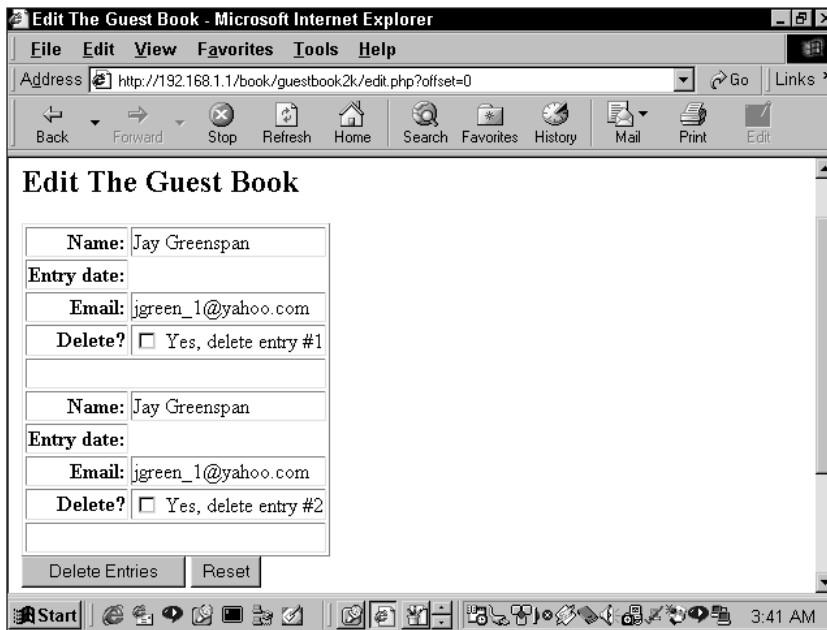 Edit The Guest Book - Microsoft Internet Explorer
File Edit View Favorites Tools Help
Address http://192.168.1.1/book/guestbook2k/edit.php?offset=0 Go Links
Back Forward Stop Refresh Home Search Favorites History Mail Print Edit
Edit The Guest Book
Name: Jay Greenspan
Entry date:
Email: jgreen_1@yahoo.com
Delete? Yes, delete entry #1
Name: Jay Greenspan
Entry date:
Email: jgreen_1@yahoo.com
Delete? Yes, delete entry #2
Delete Entries Reset
Start 3:41 AM